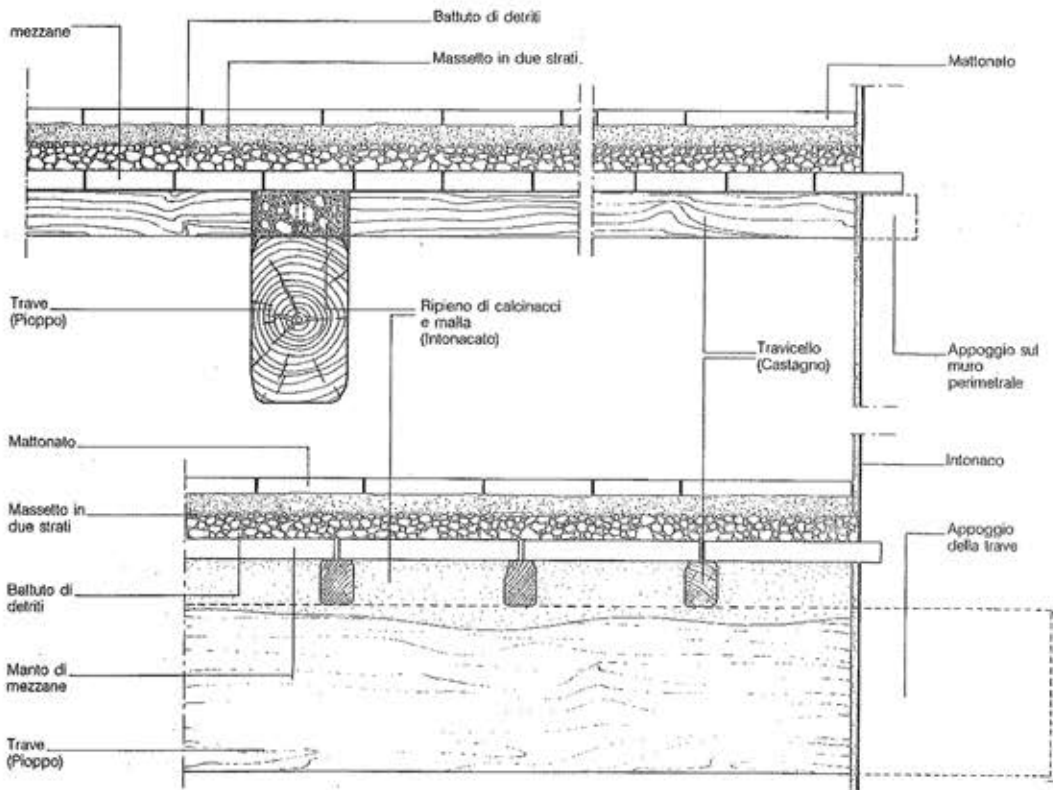 mezzane
Battuto di detriti
Massetto in due strati.
Mattonato
Trave
(Pioppo)
Ripieno di calcinacci
e malta
(Intonacato)
Travicello
(Castagno)
Appoggio sul
muro
perimetrale
Mattonato
Intonaco
Massetto in
due strati
Appoggio
della trave
Battuto di
detriti
Manto di
mezzane
Trave
(Pioppo)